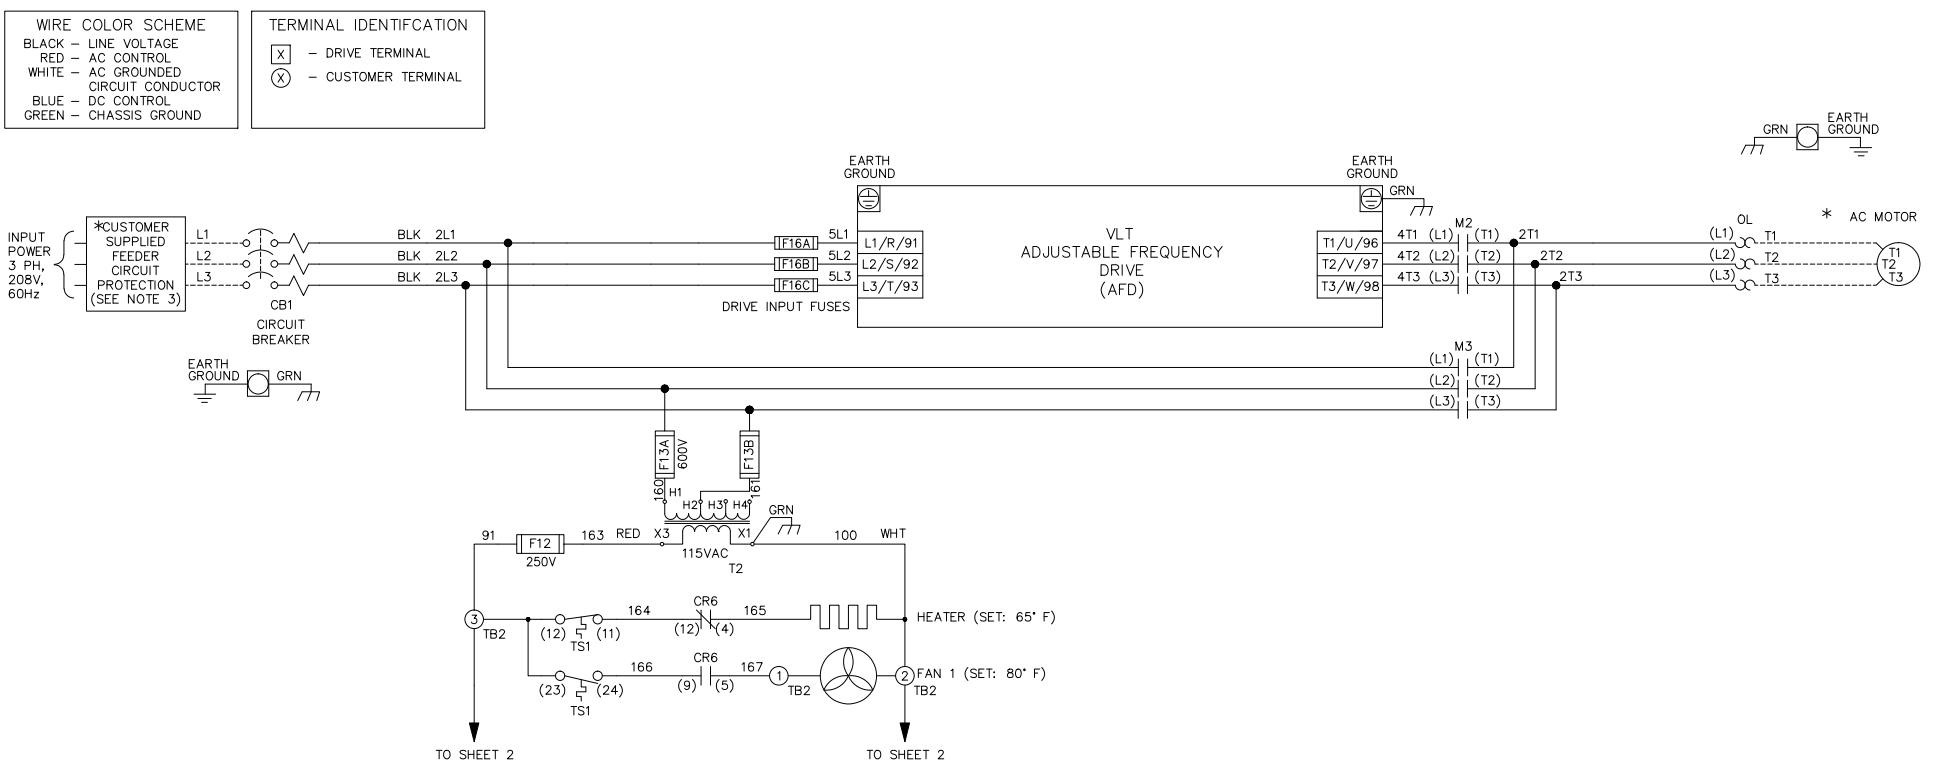 WIRE COLOR SCHEME
BLACK – LINE VOLTAGE
RED – AC CONTROL
WHITE – AC GROUNDED
CIRCUIT CONDUCTOR
BLUE – DC CONTROL
GREEN – CHASSIS GROUND
TERMINAL IDENTIFCATION
X – DRIVE TERMINAL
X – CUSTOMER TERMINAL
GRN
EARTH
GROUND
INPUT
POWER
3 PH,
208V,
60Hz
*CUSTOMER
SUPPLIED
FEEDER
CIRCUIT
PROTECTION
(SEE NOTE 3)
L1
L2
L3
CB1
CIRCUIT
BREAKER
BLK 2L1
BLK 2L2
BLK 2L3
F16A
F16B
F16C
5L1
5L2
5L3
DRIVE INPUT FUSES
EARTH
GROUND
L1/R/91
L2/S/92
L3/T/93
VLT
ADJUSTABLE FREQUENCY
DRIVE
(AFD)
EARTH
GROUND
GRN
T1/U/96
T2/V/97
T3/W/98
M2
4T1 (L1) (T1) 2T1
4T2 (L2) (T2) 2T2
4T3 (L3) (T3) 2T3
OL
(L1) T1
(L2) T2
(L3) T3
* AC MOTOR
T1
T2
T3
EARTH
GROUND
GRN
M3
(L1) (T1)
(L2) (T2)
(L3) (T3)
F13A
600V
F13B
160
161
H1
H2
H3
H4
GRN
91
F12
250V
163
RED
X3
X1
115VAC
T2
100
WHT
3
TB2
(12)
(11)
TS1
164
CR6
(12)
(4)
165
HEATER (SET: 65° F)
(23)
(24)
TS1
166
CR6
(9)
(5)
167
1
TB2
2
TB2
FAN 1 (SET: 80° F)
TO SHEET 2
TO SHEET 2